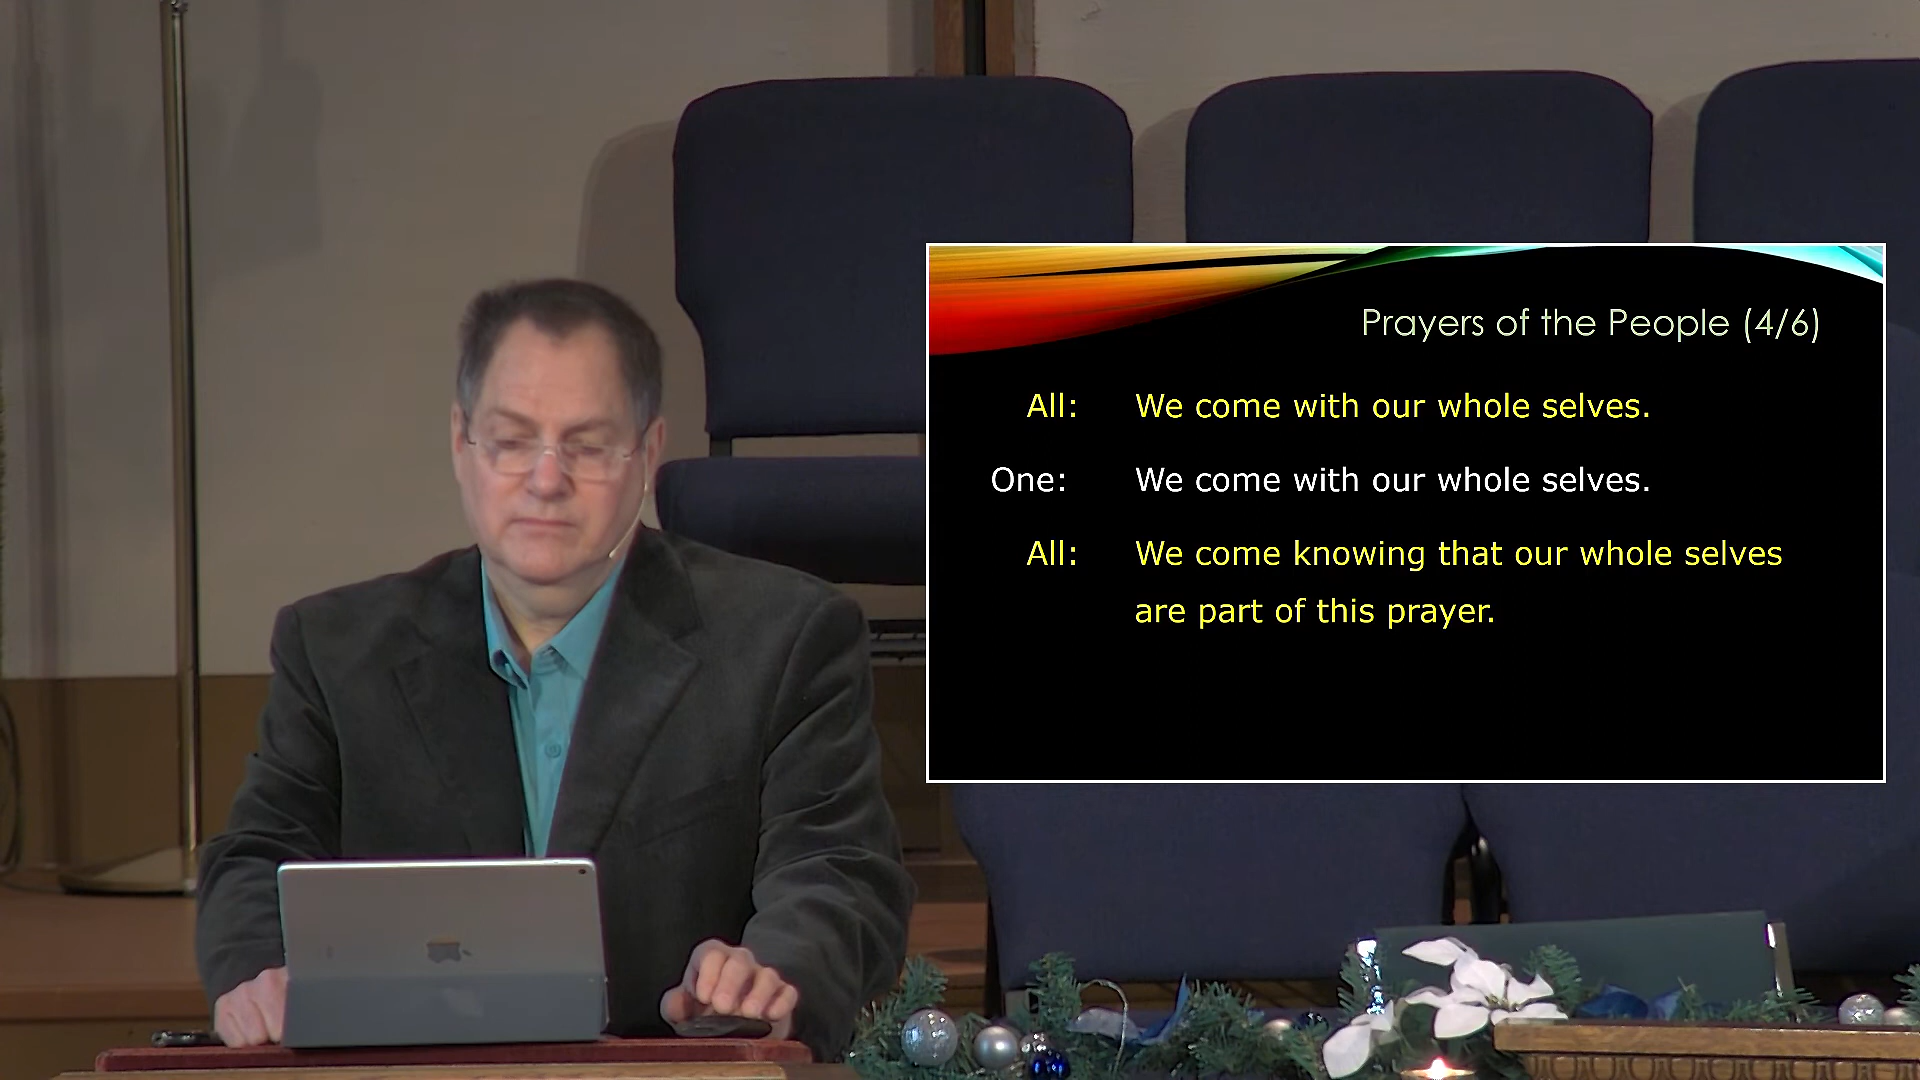 Prayers of the People (4/6)
All: We come with our whole selves.
One: We come with our whole selves.
All: We come knowing that our whole selves
are part of this prayer.